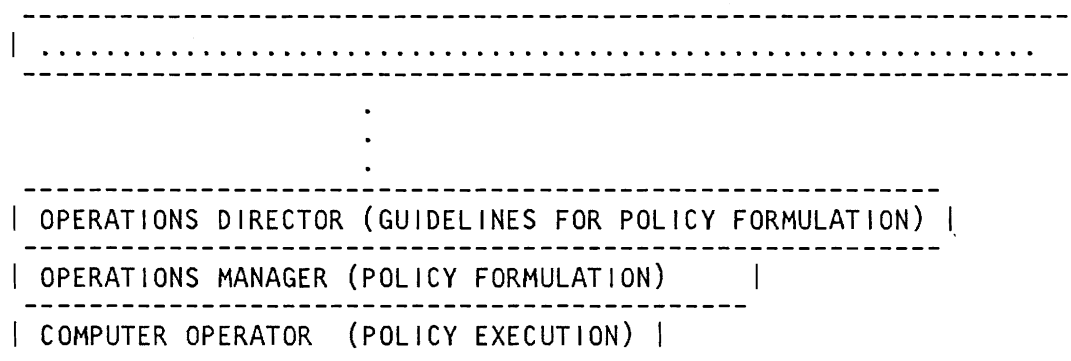 OPERATIONS DIRECTOR (GUIDELINES FOR POLICY FORMULATION)
OPERATIONS MANAGER (POLICY FORMULATION)
COMPUTER OPERATOR (POLICY EXECUTION)